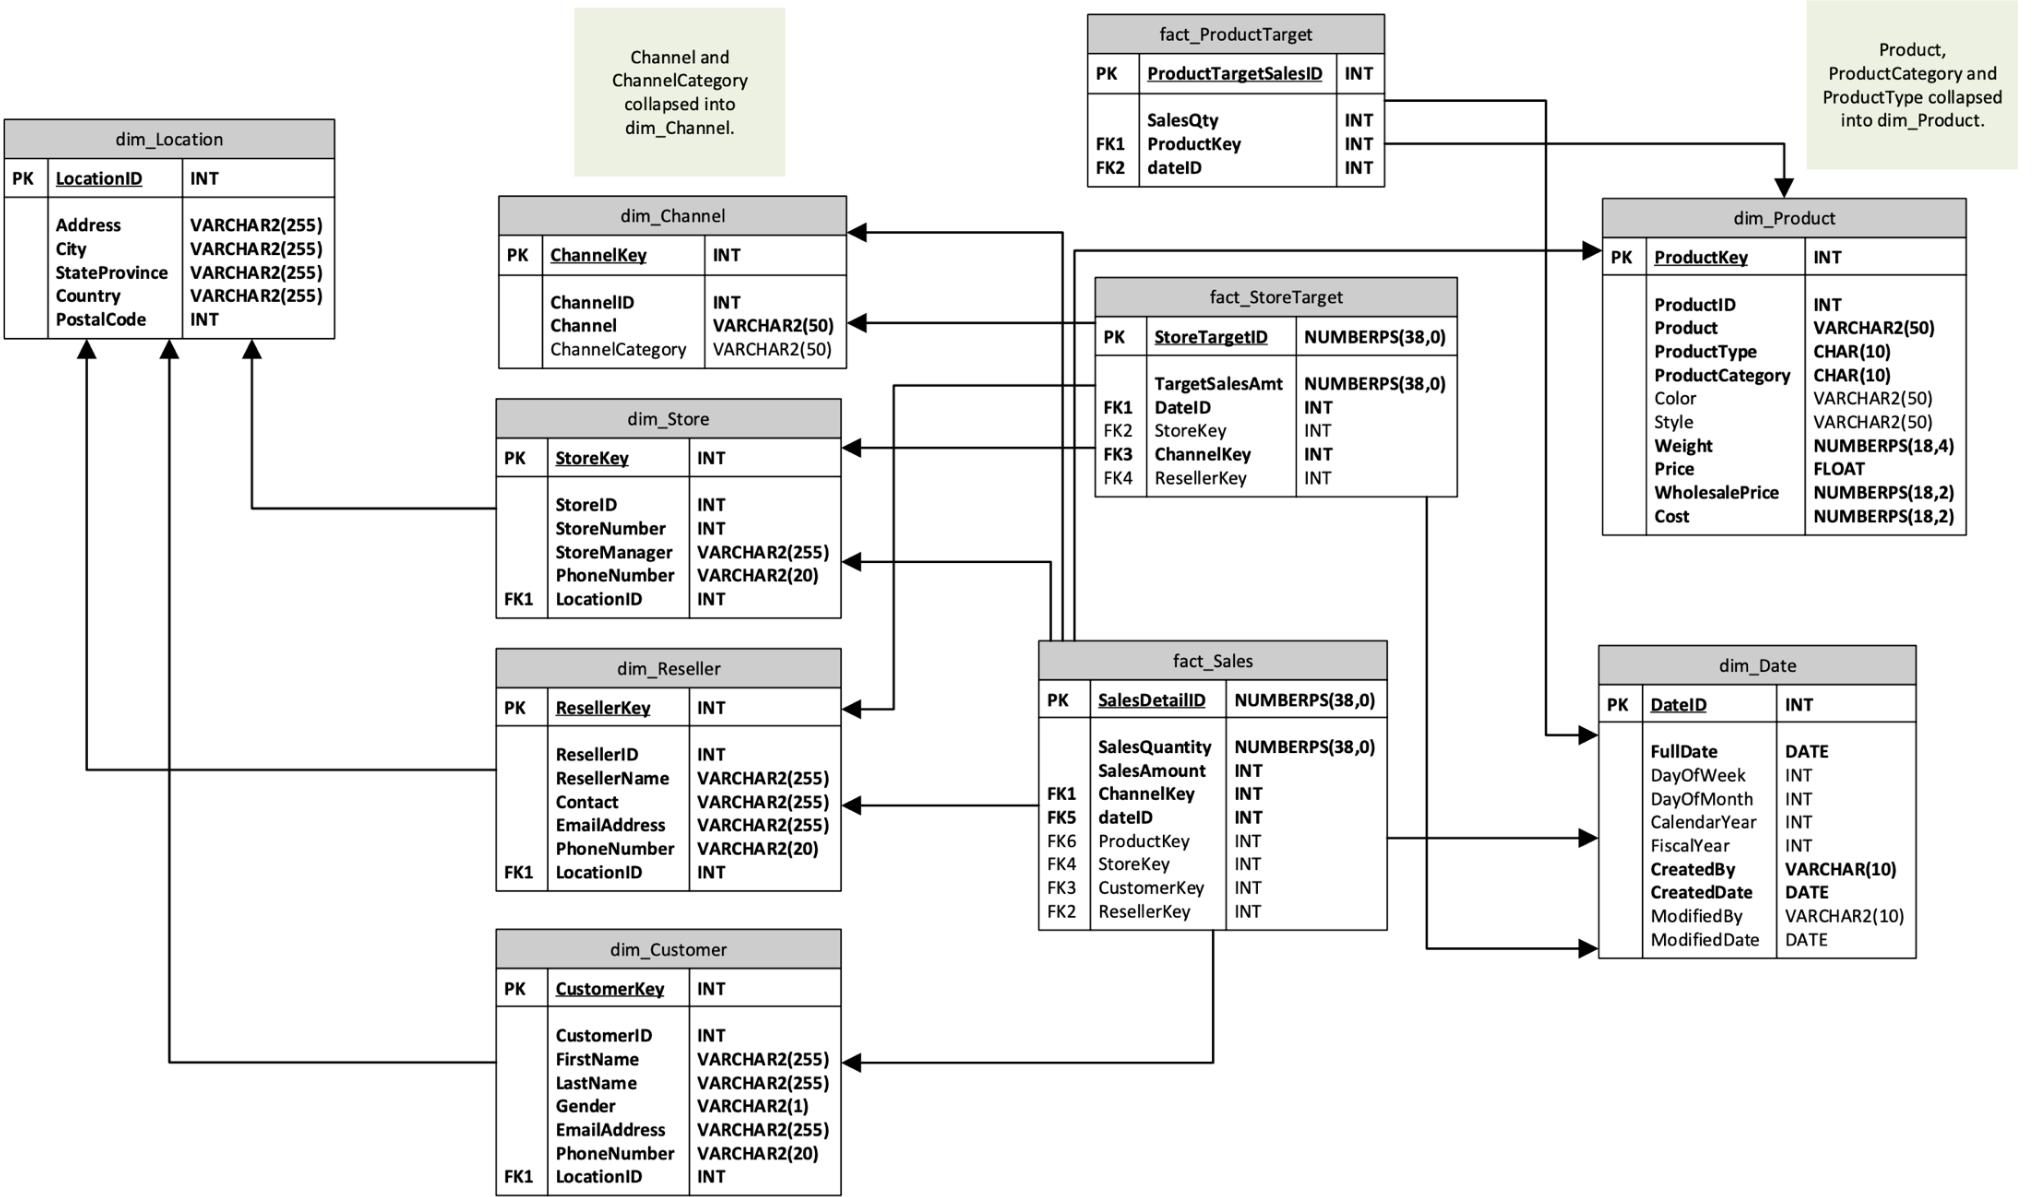 Channel and
ChannelCategory
collapsed into
dim_Channel.
Product,
ProductCategory and
ProductType collapsed
into dim_Product.
dim_Location
PK LocationID INT
Address VARCHAR2(255)
City VARCHAR2(255)
StateProvince VARCHAR2(255)
Country VARCHAR2(255)
PostalCode INT
dim_Channel
PK ChannelKey INT
ChannelID INT
Channel VARCHAR2(50)
ChannelCategory VARCHAR2(50)
dim_Store
PK StoreKey INT
StoreID INT
StoreNumber INT
StoreManager VARCHAR2(255)
PhoneNumber VARCHAR2(20)
FK1 LocationID INT
dim_Reseller
PK ResellerKey INT
ResellerID INT
ResellerName VARCHAR2(255)
Contact VARCHAR2(255)
EmailAddress VARCHAR2(255)
PhoneNumber VARCHAR2(20)
FK1 LocationID INT
dim_Customer
PK CustomerKey INT
CustomerID INT
FirstName VARCHAR2(255)
LastName VARCHAR2(255)
Gender VARCHAR2(1)
EmailAddress VARCHAR2(255)
PhoneNumber VARCHAR2(20)
FK1 LocationID INT
fact_ProductTarget
PK ProductTargetSalesID INT
SalesQty INT
FK1 ProductKey INT
FK2 dateID INT
fact_StoreTarget
PK StoreTargetID NUMBERPS(38,0)
TargetSalesAmt NUMBERPS(38,0)
FK1 DateID INT
FK2 StoreKey INT
FK3 ChannelKey INT
FK4 ResellerKey INT
fact_Sales
PK SalesDetailID NUMBERPS(38,0)
SalesQuantity NUMBERPS(38,0)
SalesAmount INT
FK1 ChannelKey INT
FK5 dateID INT
FK6 ProductKey INT
FK4 StoreKey INT
FK3 CustomerKey INT
FK2 ResellerKey INT
dim_Product
PK ProductKey INT
ProductID INT
Product VARCHAR2(50)
ProductType CHAR(10)
ProductCategory CHAR(10)
Color VARCHAR2(50)
Style VARCHAR2(50)
Weight NUMBERPS(18,4)
Price FLOAT
WholesalePrice NUMBERPS(18,2)
Cost NUMBERPS(18,2)
dim_Date
PK DateID INT
FullDate DATE
DayOfWeek INT
DayOfMonth INT
CalendarYear INT
FiscalYear INT
CreatedBy VARCHAR(10)
CreatedDate DATE
ModifiedBy VARCHAR2(10)
ModifiedDate DATE